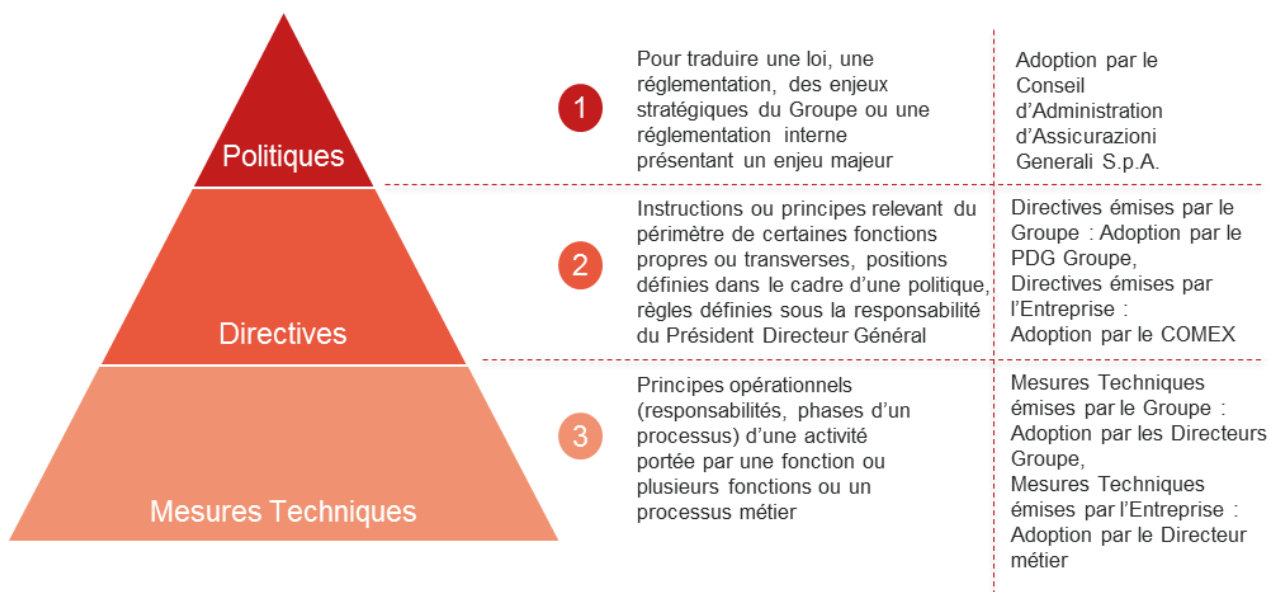 Politiques
1
Pour traduire une loi, une
réglementation, des enjeux
stratégiques du Groupe ou une
réglementation interne
présentant un enjeu majeur
Adoption par le
Conseil
d'Administration
d'Assicurazioni
Generali S.p.A.
Directives
2
Instructions ou principes relevant du
périmètre de certaines fonctions
propres ou transverses, positions
définies dans le cadre d'une politique,
règles définies sous la responsabilité
du Président Directeur Général
Directives émises par le
Groupe : Adoption par le
PDG Groupe,
Directives émises par
l'Entreprise :
Adoption par le COMEX
Mesures Techniques
3
Principes opérationnels
(responsabilités, phases d'un
processus) d'une activité
portée par une fonction ou
plusieurs fonctions ou un
processus métier
Mesures Techniques
émises par le Groupe :
Adoption par les Directeurs
Groupe,
Mesures Techniques
émises par l'Entreprise :
Adoption par le Directeur
métier